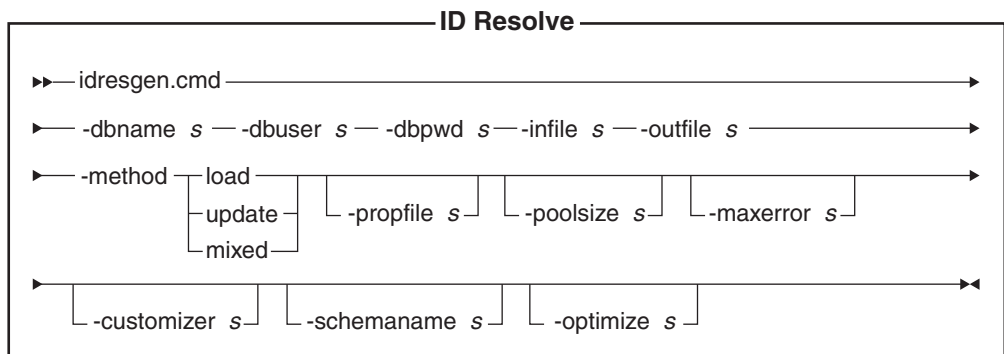 ID Resolve
idresgen.cmd
-dbname s -dbuser s -dbpwd s -infile s -outfile s
-method load
update
mixed
-propfile s -poolsize s -maxerror s
-customizer s -schemaname s -optimize s